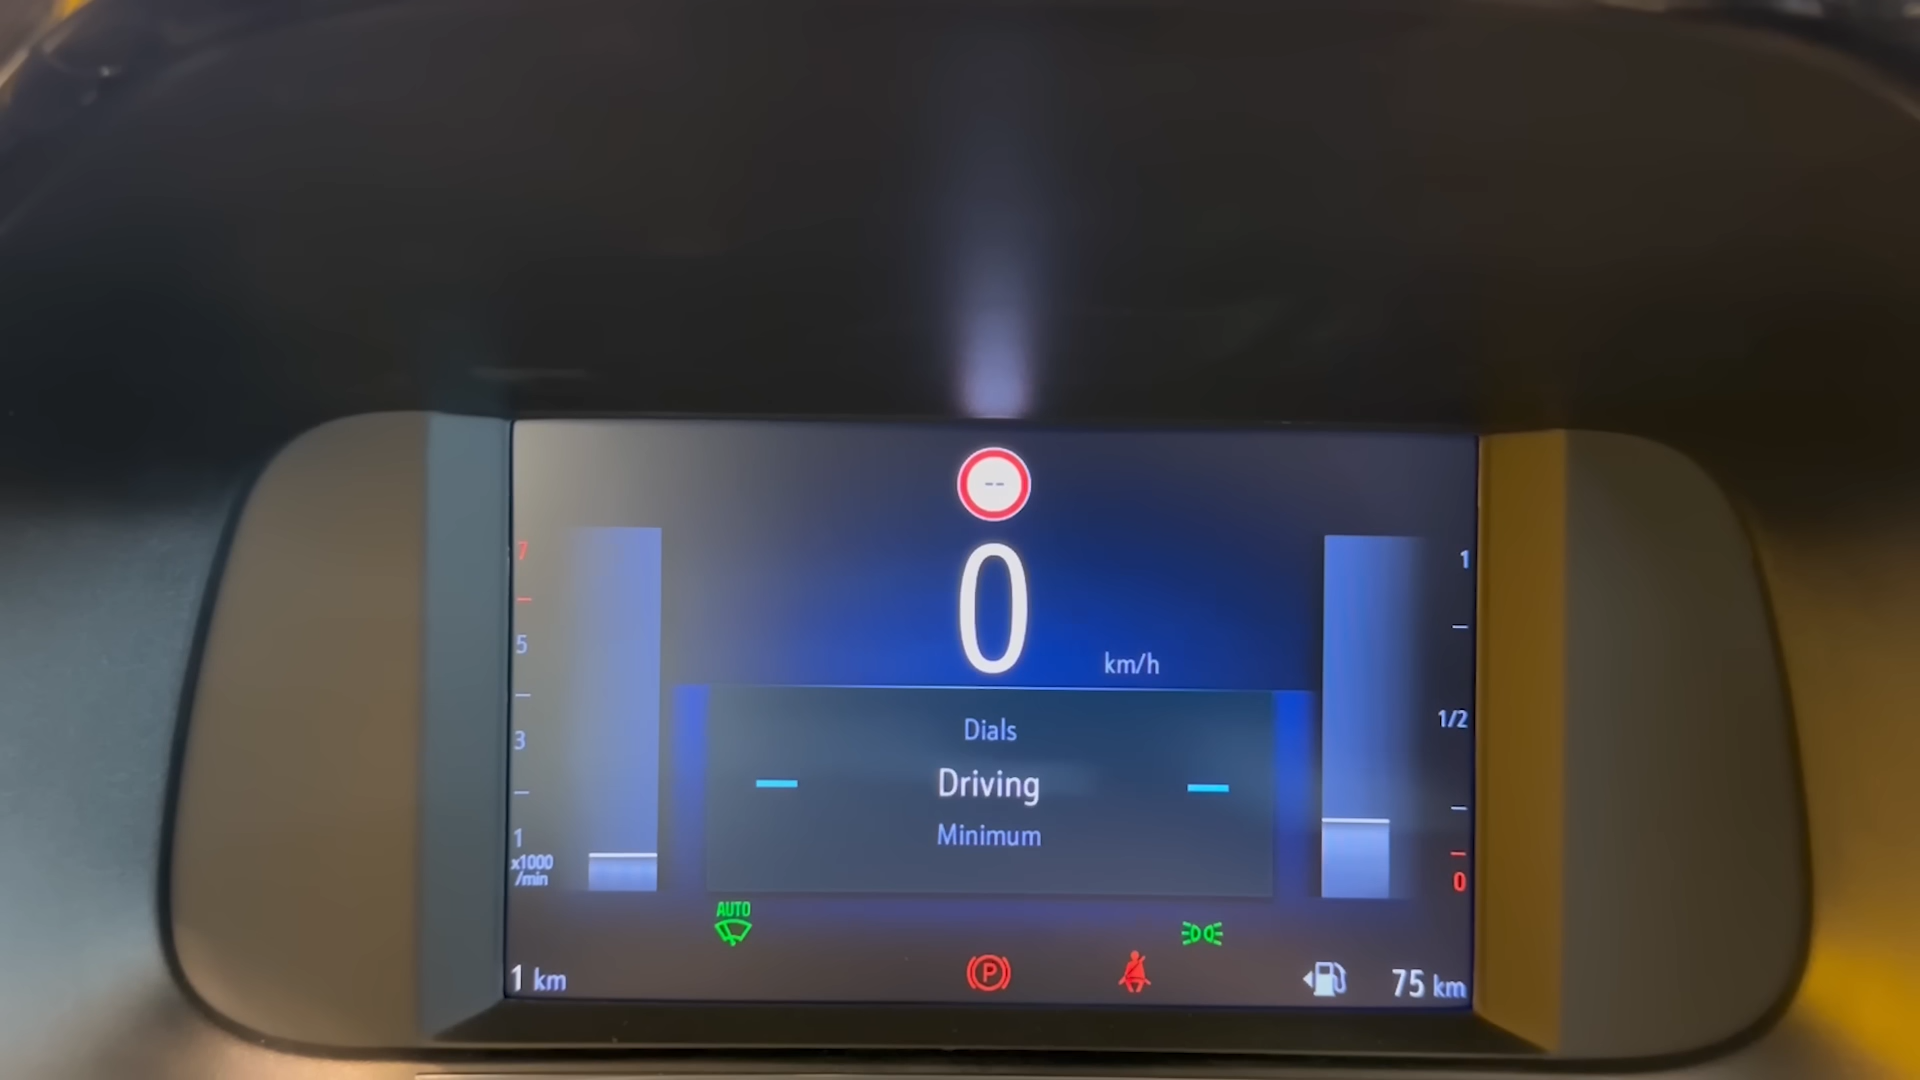 --
0
km/h
7
5
3
1
x1000
/min
Dials
Driving
Minimum
1
1/2
0
AUTO
P
1 km
75 km